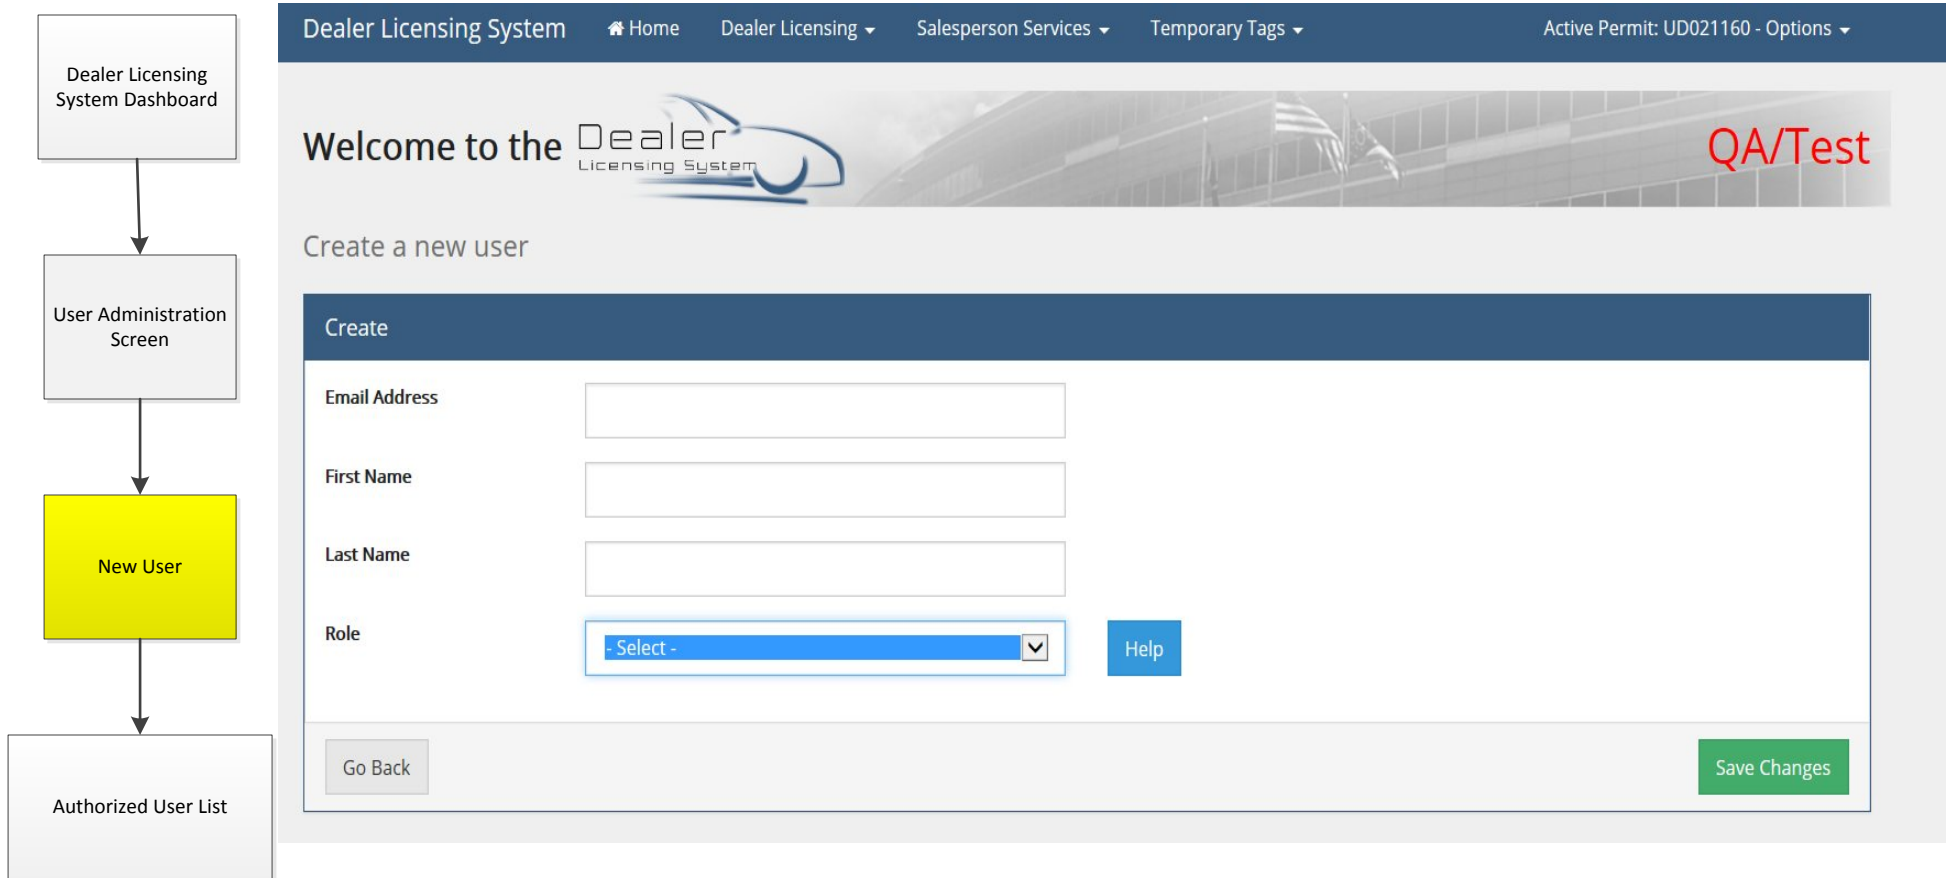 Dealer Licensing
System Dashboard
User Administration
Screen
New User
Authorized User List
Dealer Licensing System Home Dealer Licensing Salesperson Services Temporary Tags Active Permit: UD021160 - Options
Welcome to the Dealer
Licensing System
QA/Test
Create a new user
Create
Email Address
First Name
Last Name
Role
- Select -
Help
Go Back
Save Changes